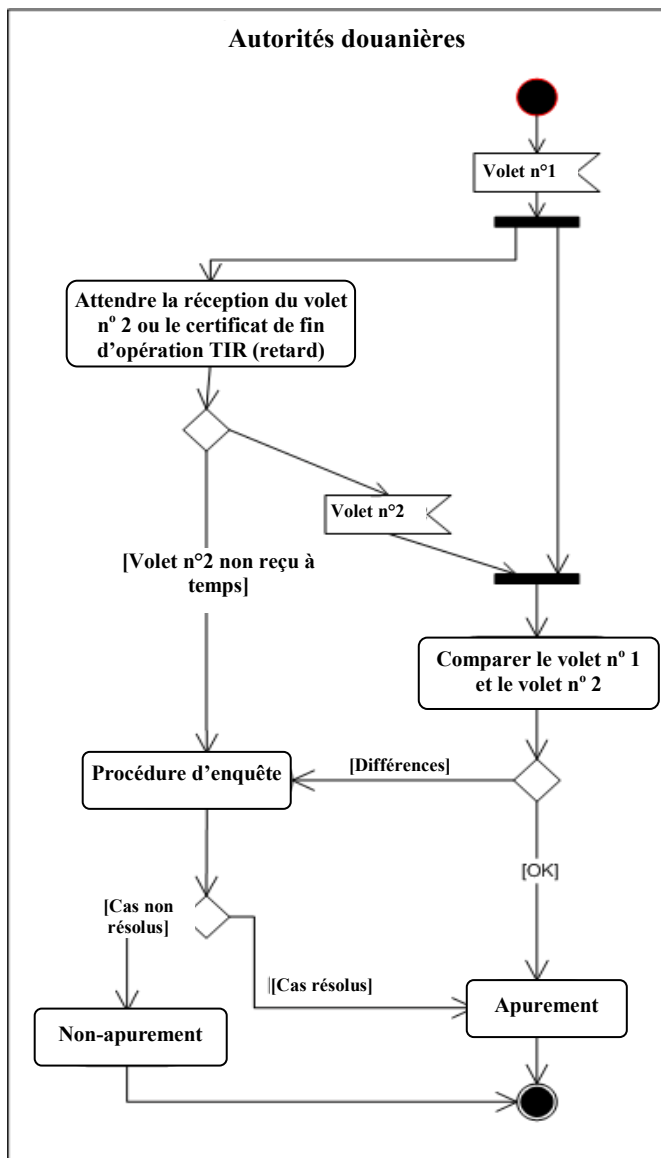 Autorités douanières
Volet n°1
Attendre la réception du volet
nº 2 ou le certificat de fin
d’opération TIR (retard)
Volet n°2
[Volet n°2 non reçu à
temps]
Comparer le volet nº 1
et le volet nº 2
Procédure d’enquête
[Différences]
[OK]
[Cas non
résolus]
[Cas résolus]
Apurement
Non-apurement